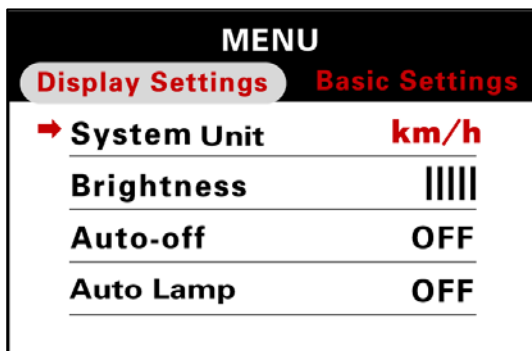 MENU
Display Settings Basic Settings
System Unit km/h
Brightness |||||
Auto-off OFF
Auto Lamp OFF